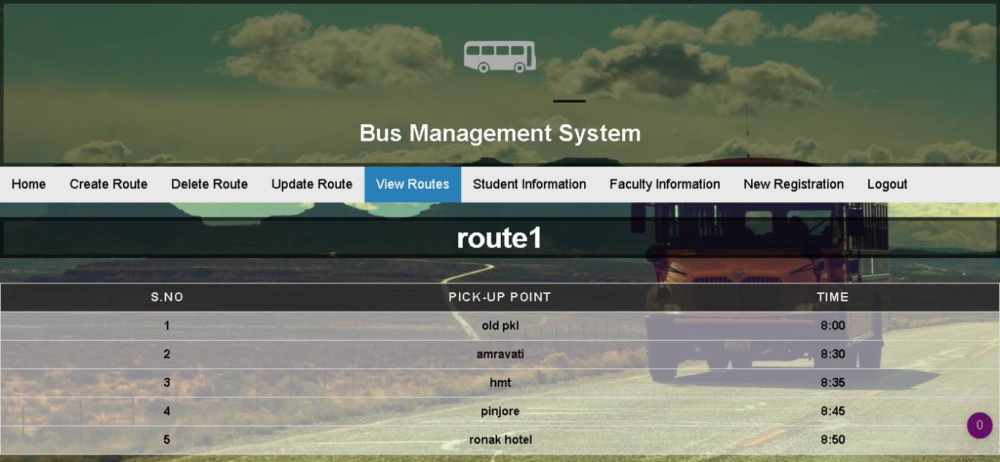 Bus Management System
Home Create Route Delete Route Update Route View Routes Student Information Faculty Information New Registration Logout
route1
S.NO PICK-UP POINT TIME
1 old pkl 8:00
2 amravati 8:30
3 hmt 8:35
4 pinjore 8:45
5 ronak hotel 8:50
0